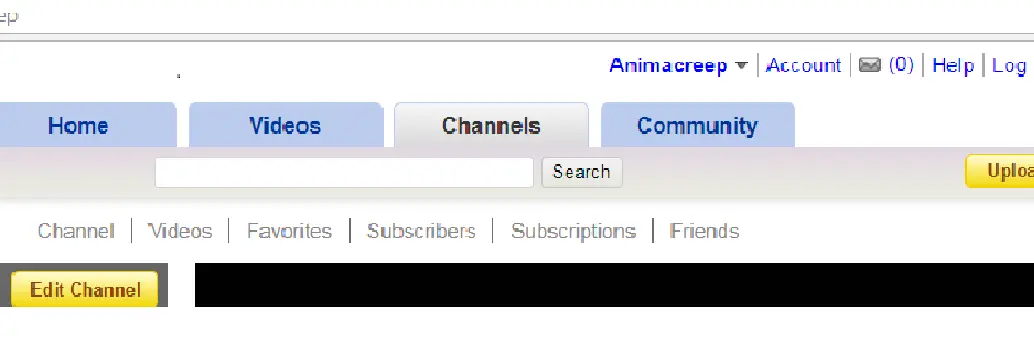 ep
Animacreep Account (0) Help Log
Home Videos Channels Community
Search Uploa
Channel Videos Favorites Subscribers Subscriptions Friends
Edit Channel